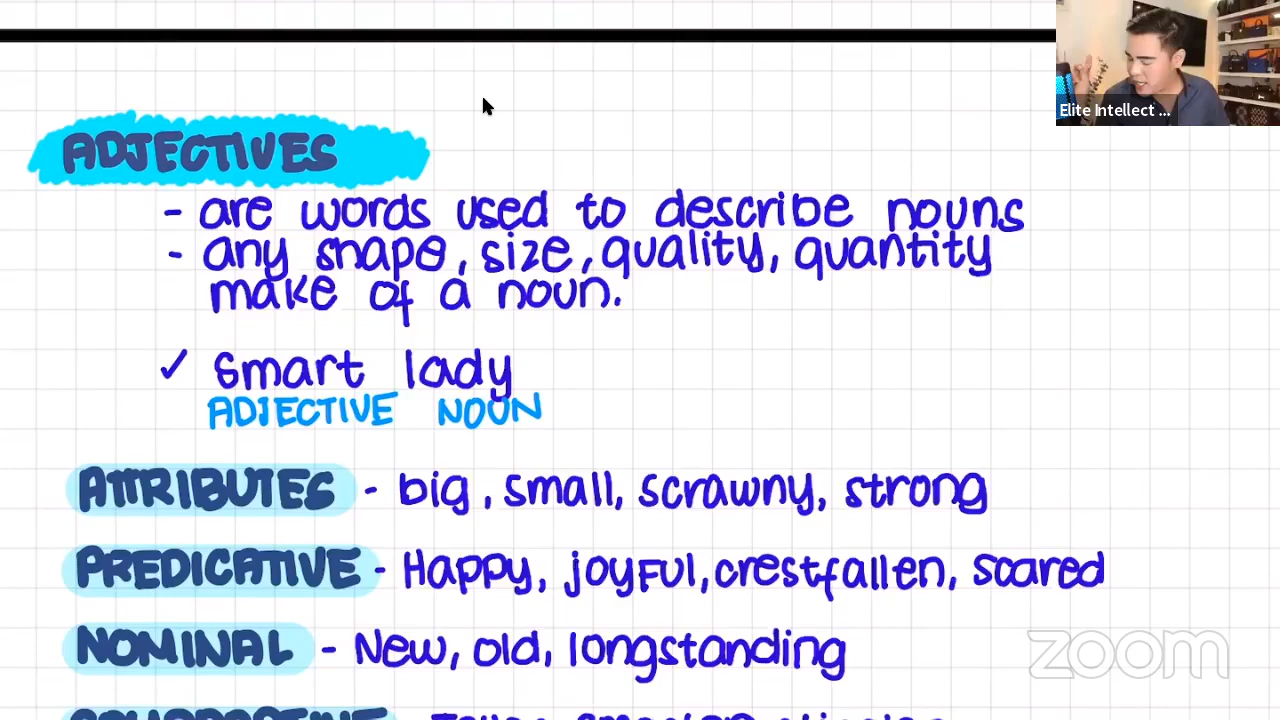 Elite Intellect ...
ADJECTIVES
- are words used to describe nouns
- any shape, size, quality, quantity
make of a noun.
✓ Smart lady
ADJECTIVE NOUN
ATTRIBUTES - big, small, scrawny, strong
PREDICATIVE - Happy, joyful, crestfallen, scared
NOMINAL - New, old, longstanding
zoom